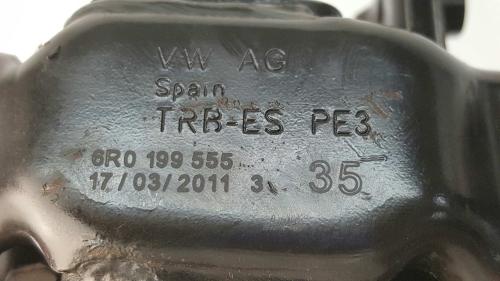 VW AG
Spain
TRB-ES PE3
6R0 199 555
17/03/2011 3 35